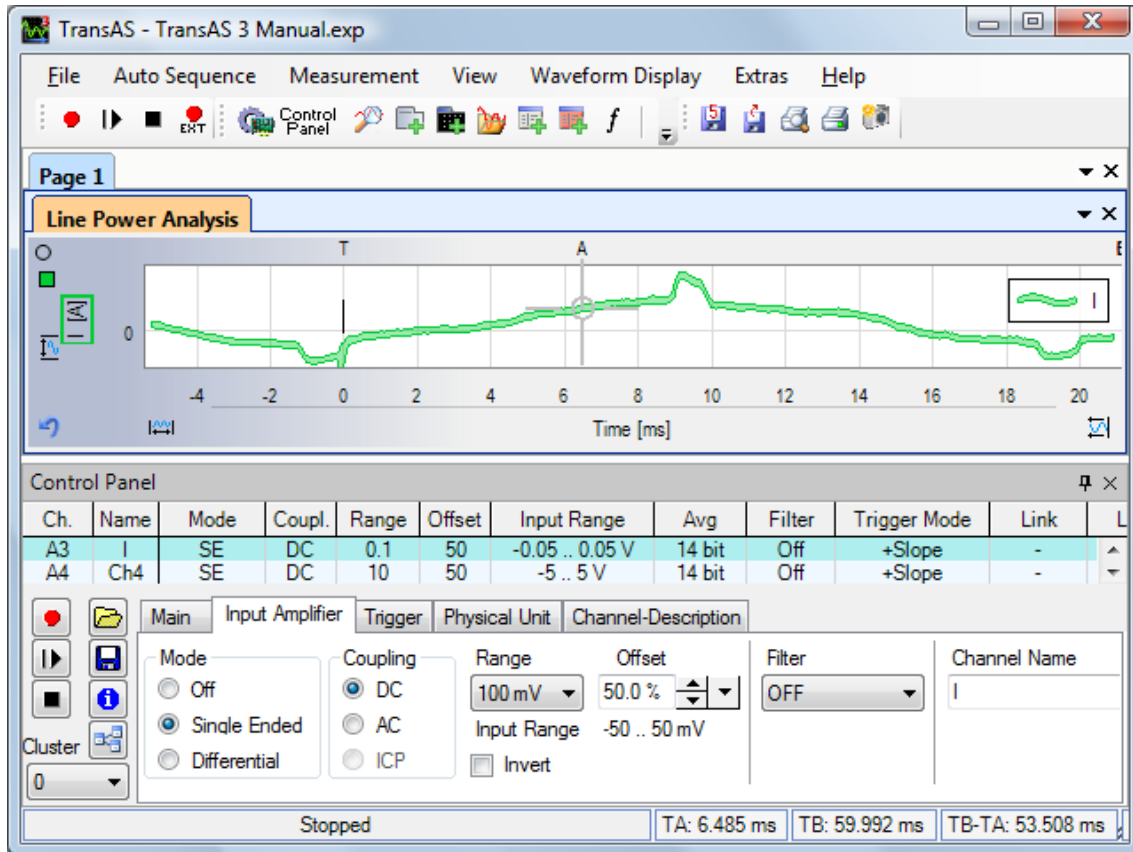 TransAS - TransAS 3 Manual.exp
File Auto Sequence Measurement View Waveform Display Extras Help
EXT Control Panel f 5
Page 1
Line Power Analysis
T A
I [A]
0
I
-4 -2 0 2 4 6 8 10 12 14 16 18 20
Time [ms]
Control Panel
Ch. Name Mode Coupl. Range Offset Input Range Avg Filter Trigger Mode Link L
A3 I SE DC 0.1 50 -0.05 .. 0.05 V 14 bit Off +Slope -
A4 Ch4 SE DC 10 50 -5 .. 5 V 14 bit Off +Slope -
Main Input Amplifier Trigger Physical Unit Channel-Description
Mode Coupling Range Offset Filter Channel Name
Off DC 100 mV 50.0 % OFF I
Single Ended AC Input Range -50 .. 50 mV
Differential ICP Invert
Cluster
0
Stopped TA: 6.485 ms TB: 59.992 ms TB-TA: 53.508 ms